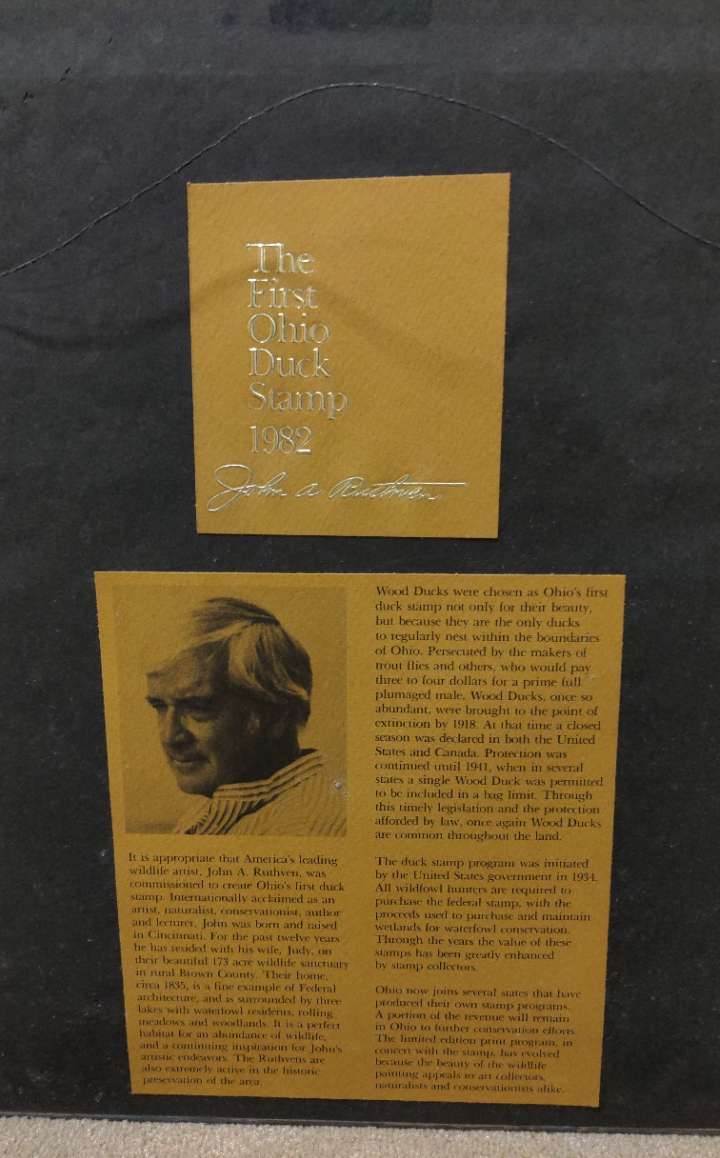 The
First
Ohio
Duck
Stamp
1982
John A Ruthven
It is appropriate that America's leading
wildlife artist, John A. Ruthven, was
commissioned to create Ohio's first duck
stamp. Internationally acclaimed as an
artist, naturalist, conservationist, author
and lecturer, John was born and raised
in Cincinnati. For the past twelve years
he has resided with his wife, Judy, on
their beautiful 173 acre wildlife sanctuary
in rural Brown County. Their home,
circa 1835, is a fine example of Federal
architecture, and is surrounded by three
lakes with waterfowl residents, rolling
meadows and woodlands. It is a perfect
habitat for an abundance of wildlife,
and a continuing inspiration for John's
artistic endeavors. The Ruthvens are
also extremely active in the historic
preservation of the area.
Wood Ducks were chosen as Ohio's first
duck stamp not only for their beauty,
but because they are the only ducks
to regularly nest within the boundaries
of Ohio. Persecuted by the makers of
trout flies and others, who would pay
three to four dollars for a prime full
plumaged male, Wood Ducks, once so
abundant, were brought to the point of
extinction by 1918. At that time a closed
season was declared in both the United
States and Canada. Protection was
continued until 1941, when in several
states a single Wood Duck was permitted
to be included in a bag limit. Through
this timely legislation and the protection
afforded by law, once again Wood Ducks
are common throughout the land.
The duck stamp program was initiated
by the United States government in 1934.
All wildfowl hunters are required to
purchase the federal stamp, with the
proceeds used to purchase and maintain
wetlands for waterfowl conservation.
Through the years the value of these
stamps has been greatly enhanced
by stamp collectors.
Ohio now joins several states that have
produced their own stamp programs.
A portion of the revenue will remain
in Ohio to further conservation efforts.
The limited edition print program, in
concert with the stamp, has evolved
because the beauty of the wildlife
painting appeals to art collectors,
naturalists and conservationists alike.